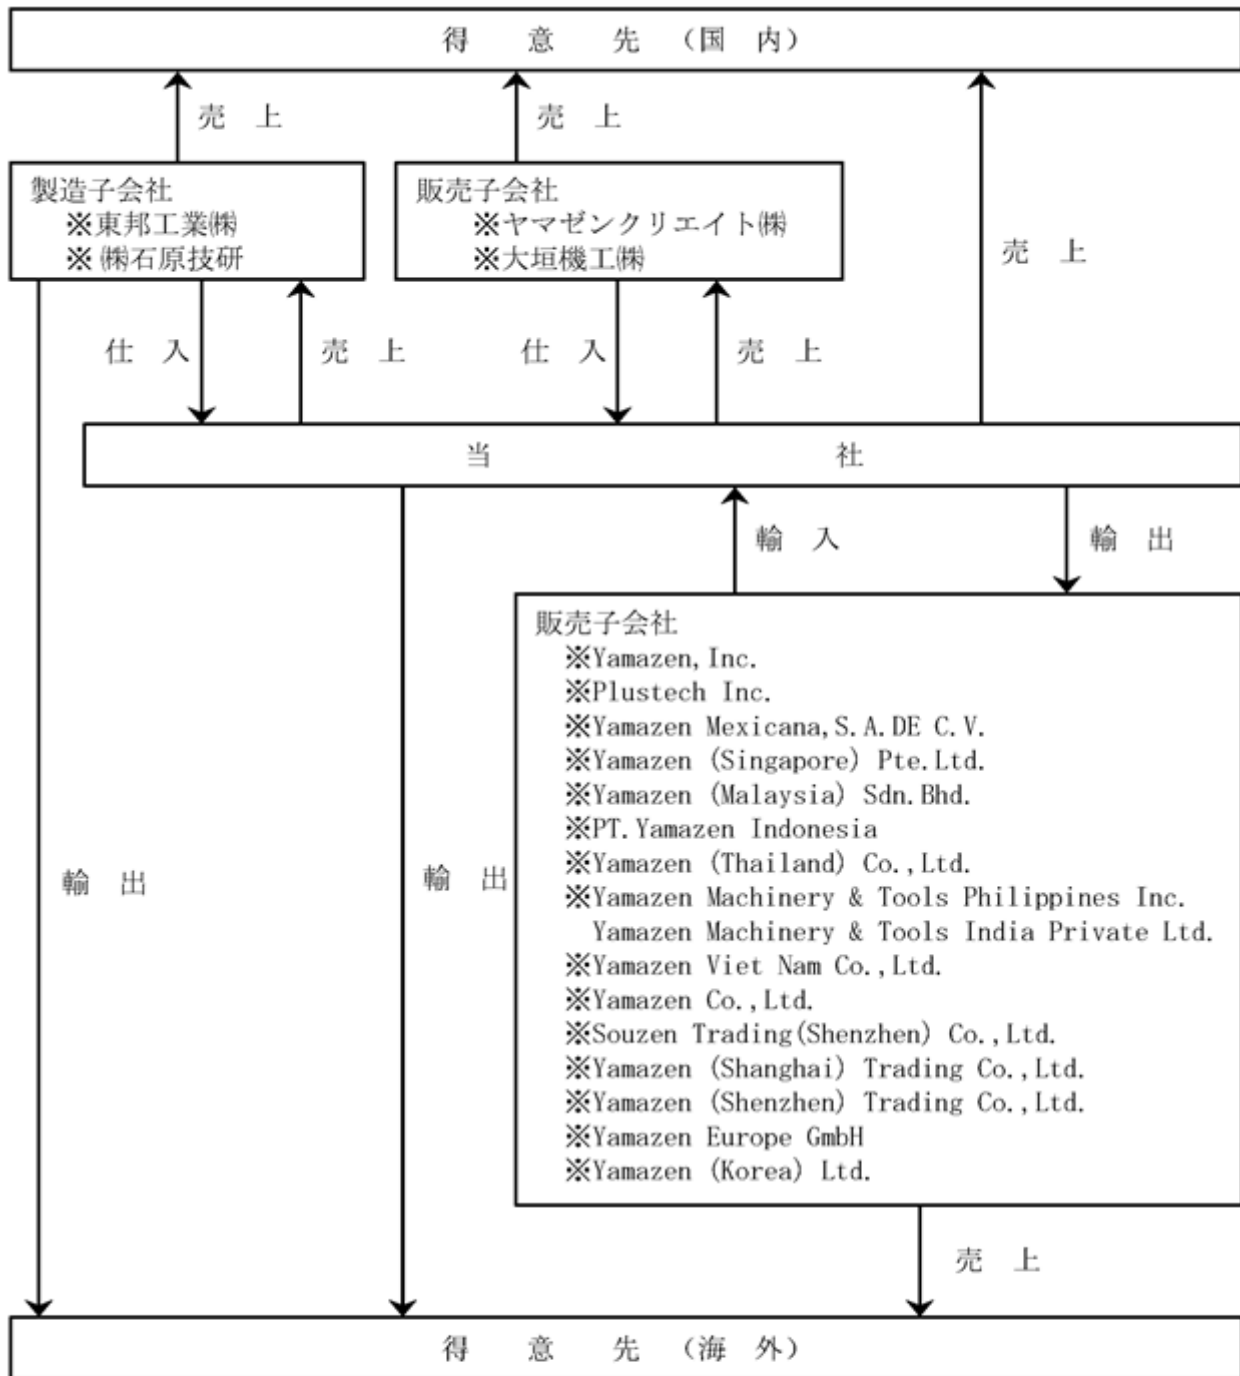 得 意 先 (国 内)
売 上
売 上
製造子会社
※東邦工業㈱
※㈱石原技研
販売子会社
※ヤマゼンクリエイト㈱
※大垣機工㈱
売 上
仕 入
売 上
仕 入
売 上
当 社
輸 入
輸 出
販売子会社
※Yamazen,Inc.
※Plustech Inc.
※Yamazen Mexicana,S.A.DE C.V.
※Yamazen (Singapore) Pte.Ltd.
※Yamazen (Malaysia) Sdn.Bhd.
※PT.Yamazen Indonesia
※Yamazen (Thailand) Co.,Ltd.
※Yamazen Machinery & Tools Philippines Inc.
Yamazen Machinery & Tools India Private Ltd.
※Yamazen Viet Nam Co.,Ltd.
※Yamazen Co.,Ltd.
※Souzen Trading(Shenzhen) Co.,Ltd.
※Yamazen (Shanghai) Trading Co.,Ltd.
※Yamazen (Shenzhen) Trading Co.,Ltd.
※Yamazen Europe GmbH
※Yamazen (Korea) Ltd.
輸 出
輸 出
売 上
得 意 先 (海 外)